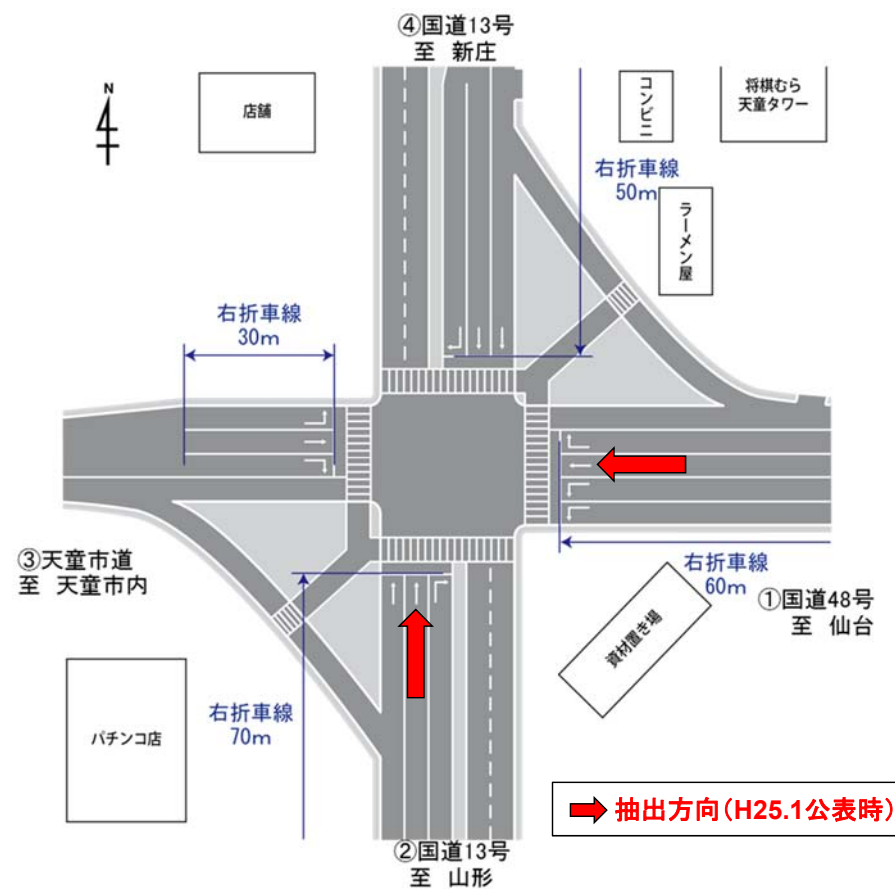 ④国道13号
至 新庄
N
店舗
コンビニ
将棋むら
天童タワー
右折車線
50m
ラーメン屋
右折車線
30m
③天童市道
至 天童市内
右折車線
60m
①国道48号
至 仙台
資材置き場
右折車線
70m
パチンコ店
抽出方向(H25.1公表時)
②国道13号
至 山形